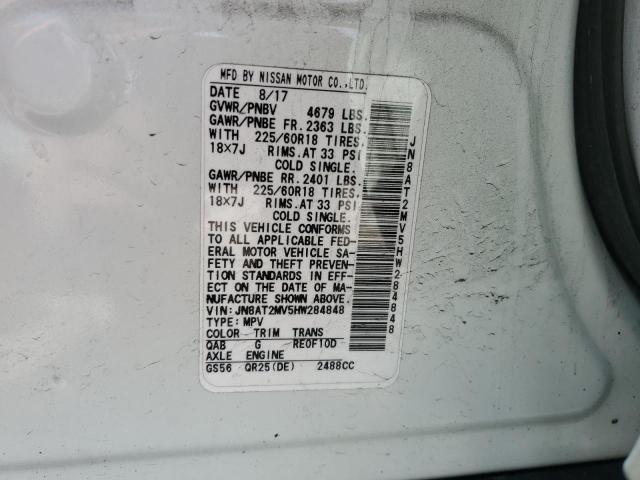 MFD BY NISSAN MOTOR CO.,LTD.
DATE 8/17
GVWR/PNBV 4679 LBS.
GAWR/PNBE FR. 2363 LBS.
WITH 225/60R18 TIRES.
18X7J RIMS. AT 33 PSI
COLD SINGLE.
GAWR/PNBE RR. 2401 LBS.
WITH 225/60R18 TIRES.
18X7J RIMS. AT 33 PSI
COLD SINGLE.
THIS VEHICLE CONFORMS
TO ALL APPLICABLE FED-
ERAL MOTOR VEHICLE SA-
FETY AND THEFT PREVEN-
TION STANDARDS IN EFF-
ECT ON THE DATE OF MA-
NUFACTURE SHOWN ABOVE.
VIN: JN8AT2MV5HW284848
TYPE: MPV
COLOR TRIM TRANS
QAB G RE0F10D
AXLE ENGINE
GS56 QR25(DE) 2488CC
JN8AT2MV5HW284848